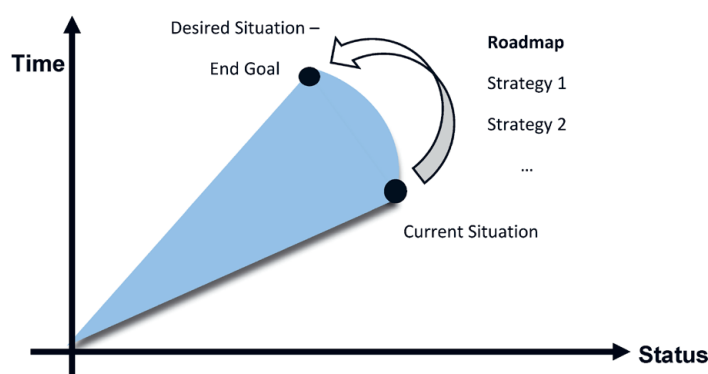 Desired Situation –
End Goal
Roadmap
Strategy 1
Strategy 2
...
Time
Current Situation
Status